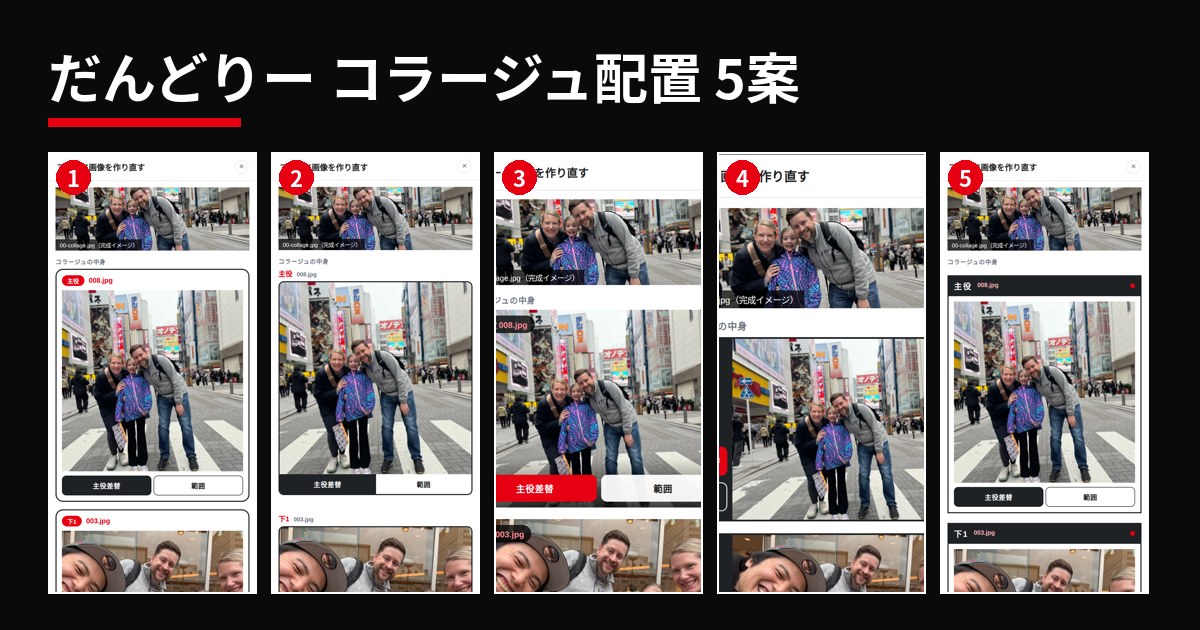 だんどりー コラージュ配置 5案
1
画像を作り直す
×
00-collage.jpg（完成イメージ）
コラージュの中身
主役 008.jpg
オノデン
主役差替 範囲
下1 003.jpg
2
画像を作り直す
×
00-collage.jpg（完成イメージ）
コラージュの中身
主役 008.jpg
オノデン
主役差替 範囲
下1 003.jpg
3
を作り直す
age.jpg（完成イメージ）
ジュの中身
008.jpg
主役差替 範囲
003.jpg
4
作り直す
jpg（完成イメージ）
の中身
5
画像を作り直す
×
00-collage.jpg（完成イメージ）
コラージュの中身
主役 008.jpg
主役差替 範囲
下1 003.jpg